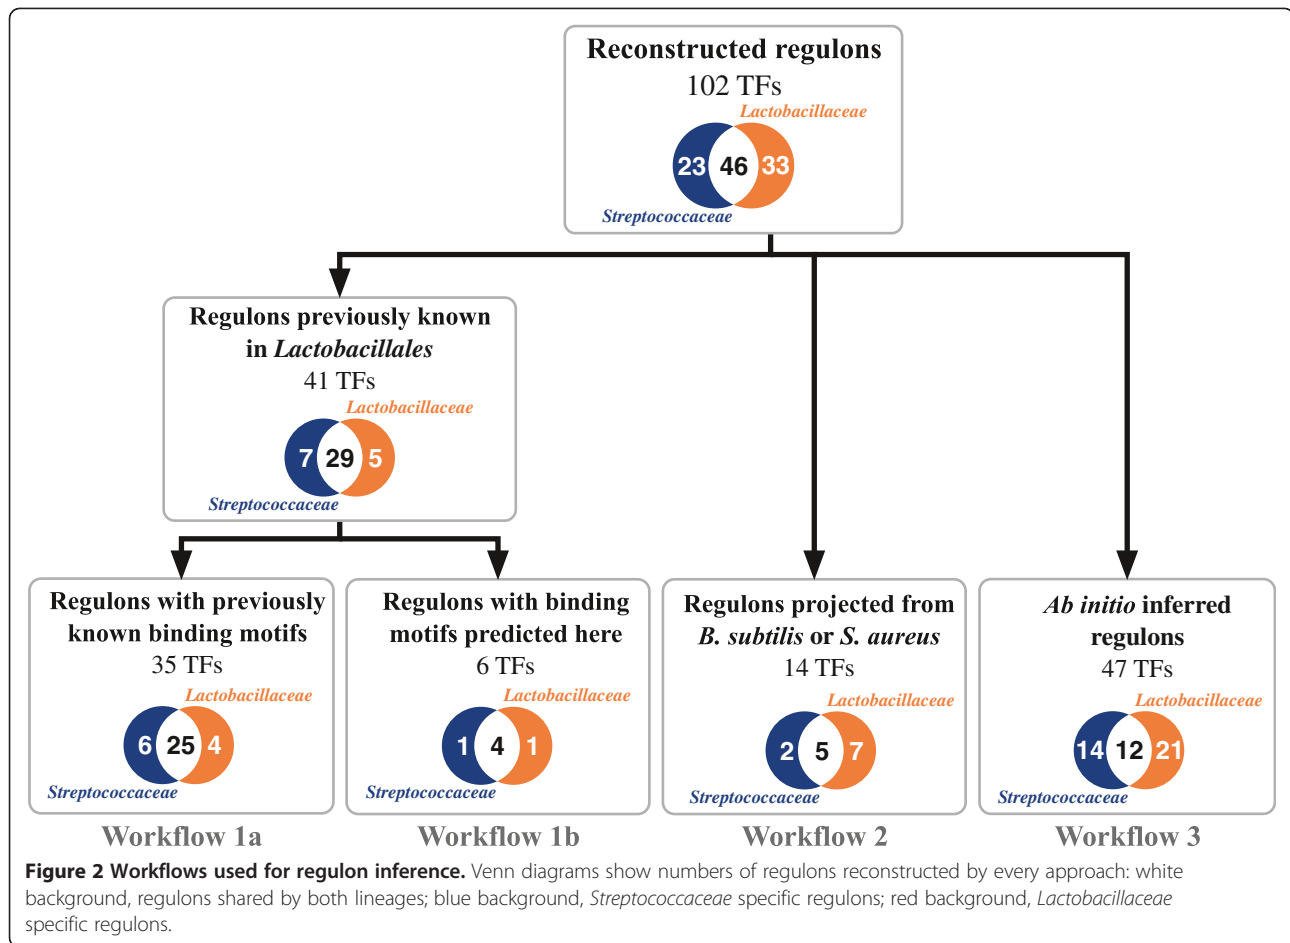 Reconstructed regulons
102 TFs
Lactobacillaceae
23 46 33
Streptococcaceae
Regulons previously known
in Lactobacillales
41 TFs
Lactobacillaceae
7 29 5
Streptococcaceae
Regulons with previously
known binding motifs
35 TFs
Lactobacillaceae
6 25 4
Streptococcaceae
Workflow 1a
Regulons with binding
motifs predicted here
6 TFs
Lactobacillaceae
1 4 1
Streptococcaceae
Workflow 1b
Regulons projected from
B. subtilis or S. aureus
14 TFs
Lactobacillaceae
2 5 7
Streptococcaceae
Workflow 2
Ab initio inferred
regulons
47 TFs
Lactobacillaceae
14 12 21
Streptococcaceae
Workflow 3
Figure 2 Workflows used for regulon inference. Venn diagrams show numbers of regulons reconstructed by every approach: white
background, regulons shared by both lineages; blue background, Streptococcaceae specific regulons; red background, Lactobacillaceae
specific regulons.